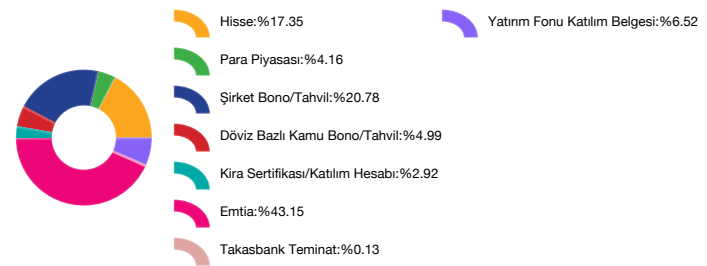 Hisse:%17.35
Para Piyasası:%4.16
Şirket Bono/Tahvil:%20.78
Döviz Bazlı Kamu Bono/Tahvil:%4.99
Kira Sertifikası/Katılım Hesabı:%2.92
Emtia:%43.15
Takasbank Teminat:%0.13
Yatırım Fonu Katılım Belgesi:%6.52